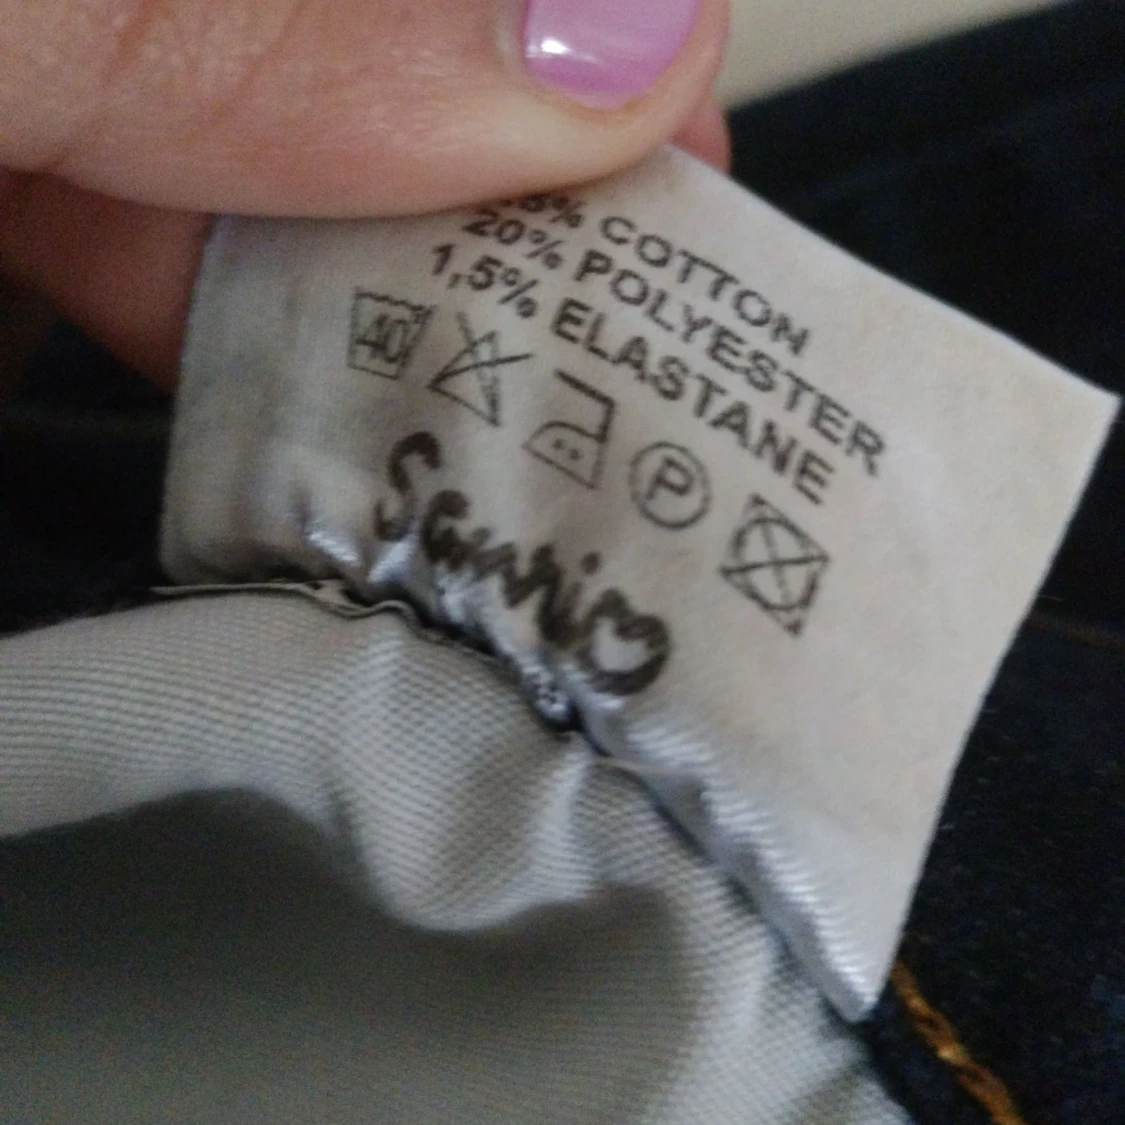 COTTON
20% POLYESTER
1,5% ELASTANE
40
P